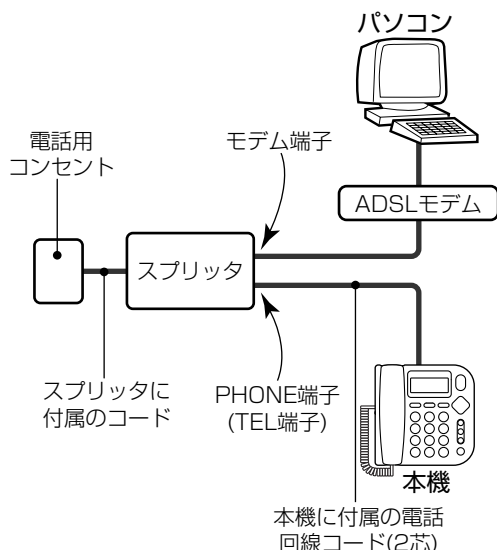 パソコン
電話用
コンセント
モデム端子
ADSLモデム
スプリッタ
スプリッタに
付属のコード
PHONE端子
(TEL端子)
本機
本機に付属の電話
回線コード(2芯)